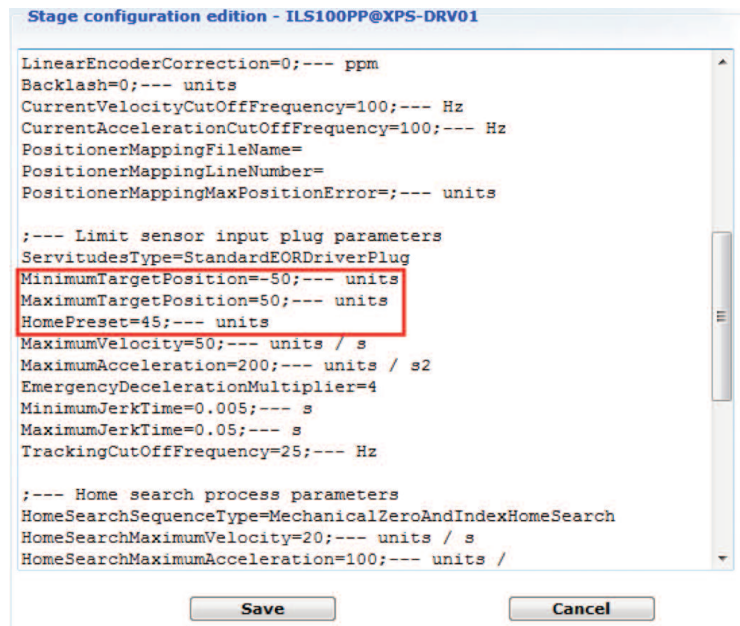 Stage configuration edition - ILS100PP@XPS-DRV01
LinearEncoderCorrection=0;--- ppm
Backlash=0;--- units
CurrentVelocityCutOffFrequency=100;--- Hz
CurrentAccelerationCutOffFrequency=100;--- Hz
PositionerMappingFileName=
PositionerMappingLineNumber=
PositionerMappingMaxPositionError=;--- units
;--- Limit sensor input plug parameters
ServitudesType=StandardEORDriverPlug
MinimumTargetPosition=-50;--- units
MaximumTargetPosition=50;--- units
HomePreset=45;--- units
MaximumVelocity=50;--- units / s
MaximumAcceleration=200;--- units / s2
EmergencyDecelerationMultiplier=4
MinimumJerkTime=0.005;--- s
MaximumJerkTime=0.05;--- s
TrackingCutOffFrequency=25;--- Hz
;--- Home search process parameters
HomeSearchSequenceType=MechanicalZeroAndIndexHomeSearch
HomeSearchMaximumVelocity=20;--- units / s
HomeSearchMaximumAcceleration=100;--- units /
Save Cancel